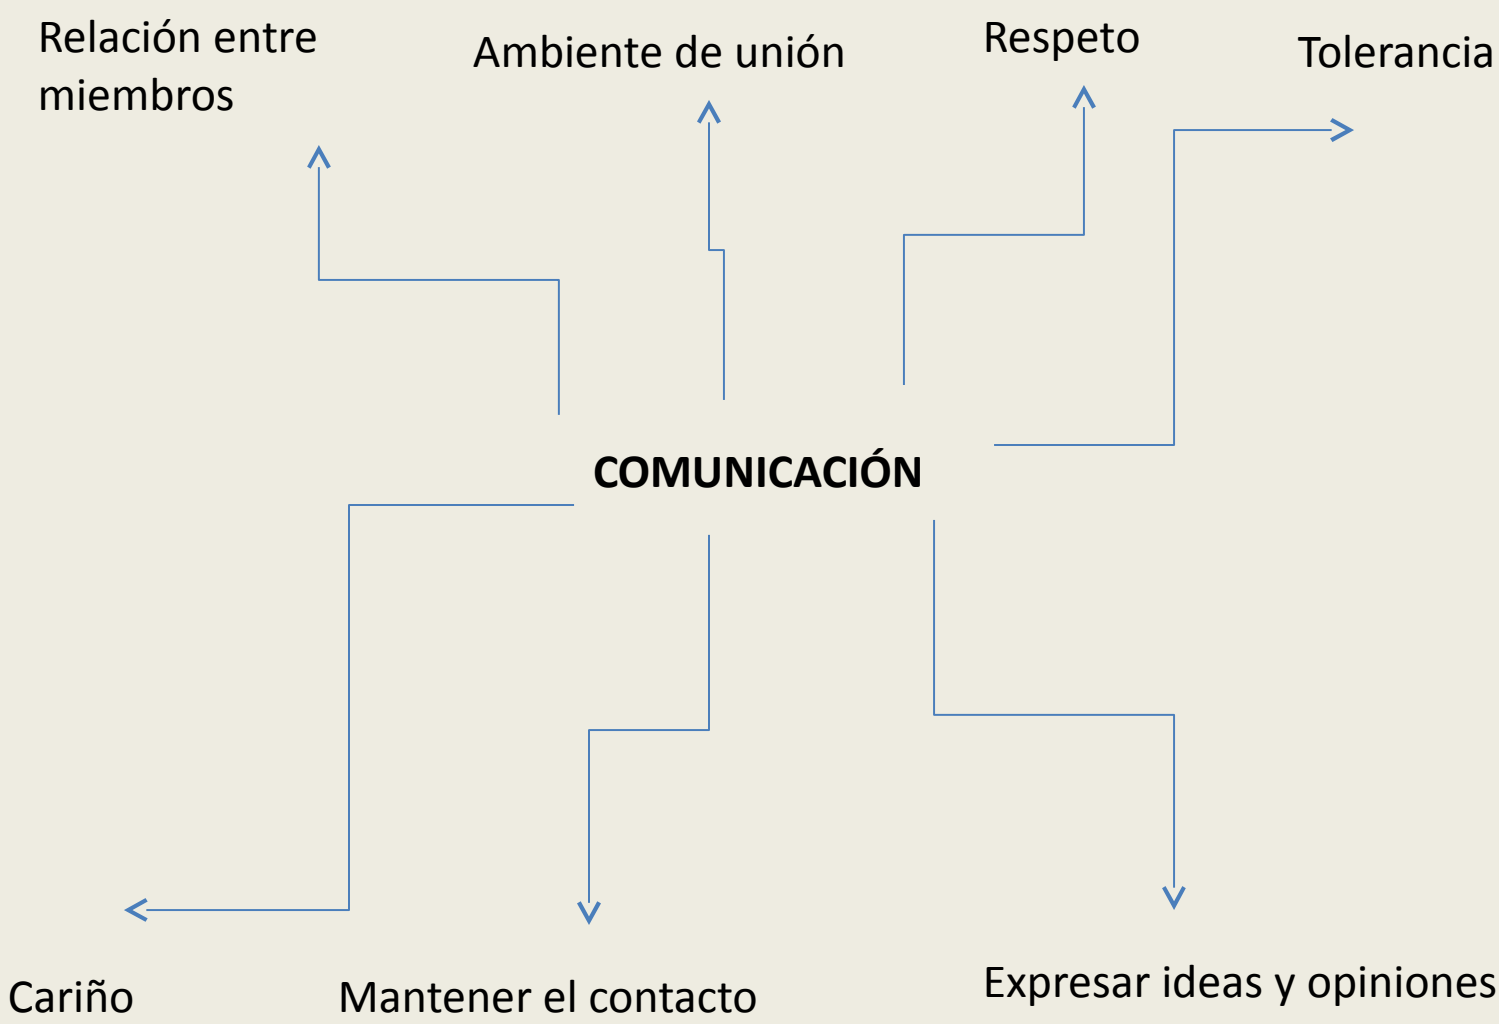 Relación entre
miembros
Ambiente de unión
Respeto
Tolerancia
COMUNICACIÓN
Cariño
Mantener el contacto
Expresar ideas y opiniones